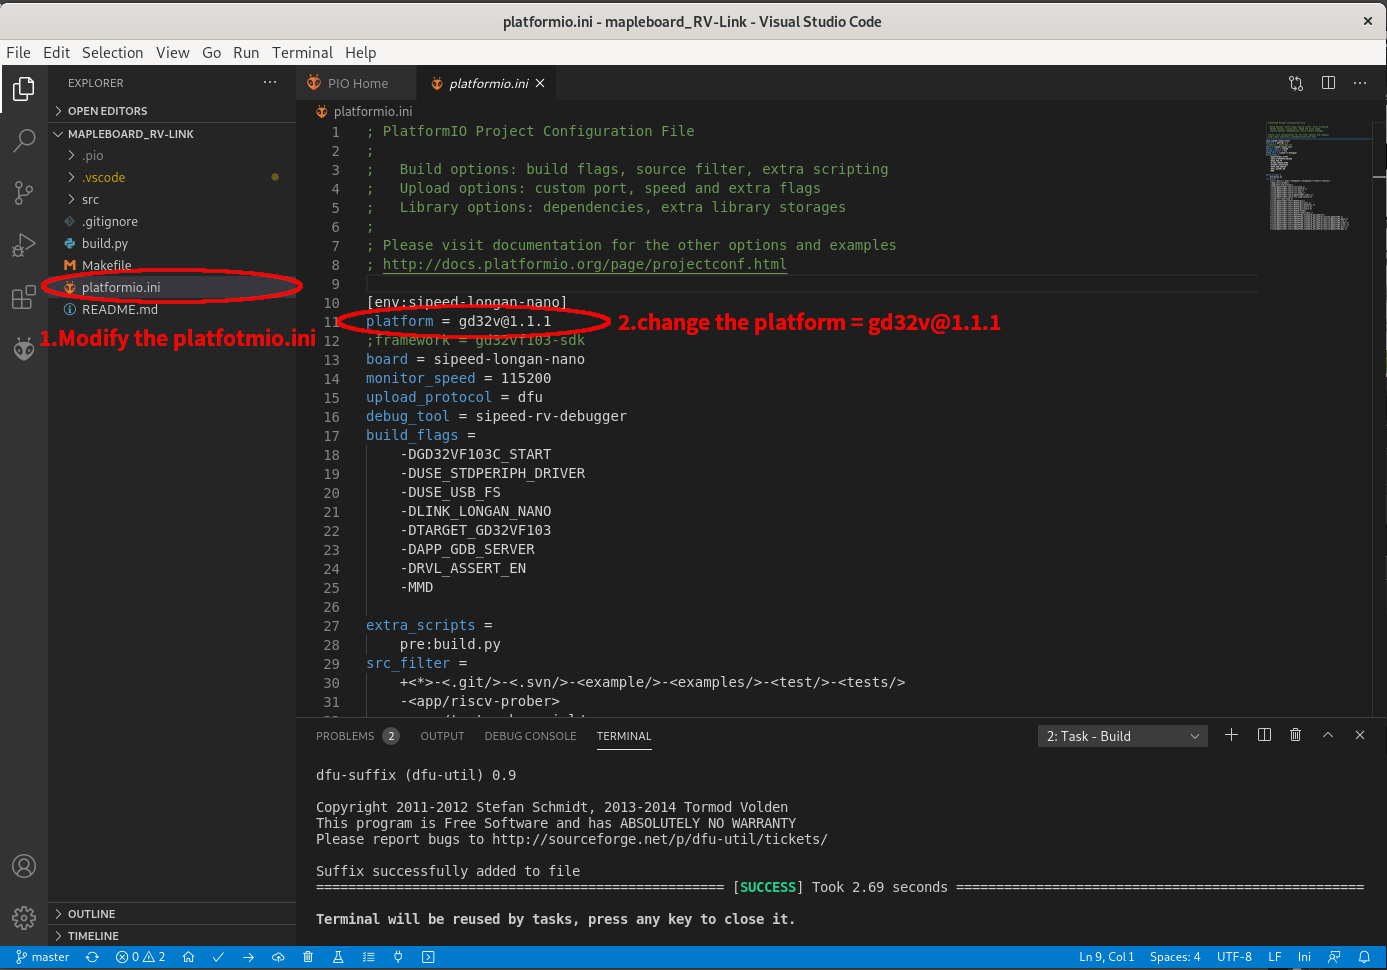 platformio.ini - mapleboard_RV-Link - Visual Studio Code
File Edit Selection View Go Run Terminal Help
EXPLORER
PIO Home
platformio.ini
OPEN EDITORS
MAPLEBOARD_RV-LINK
.pio
.vscode
src
.gitignore
build.py
Makefile
platformio.ini
README.md
1.Modify the platfotmio.ini
platformio.ini
1 ; PlatformIO Project Configuration File
2 ;
3 ;   Build options: build flags, source filter, extra scripting
4 ;   Upload options: custom port, speed and extra flags
5 ;   Library options: dependencies, extra library storages
6 ;
7 ; Please visit documentation for the other options and examples
8 ; http://docs.platformio.org/page/projectconf.html
9
10 [env:sipeed-longan-nano]
11 platform = gd32v@1.1.1
2.change the platform = gd32v@1.1.1
12 ;framework = gd32vf103-sdk
13 board = sipeed-longan-nano
14 monitor_speed = 115200
15 upload_protocol = dfu
16 debug_tool = sipeed-rv-debugger
17 build_flags =
18     -DGD32VF103C_START
19     -DUSE_STDPERIPH_DRIVER
20     -DUSE_USB_FS
21     -DLINK_LONGAN_NANO
22     -DTARGET_GD32VF103
23     -DAPP_GDB_SERVER
24     -DRVL_ASSERT_EN
25     -MMD
26
27 extra_scripts =
28     pre:build.py
29 src_filter =
30     +<*>-<.git/>-<.svn/>-<example/>-<examples/>-<test/>-<tests/>
31     -<app/riscv-prober>
PROBLEMS 2 OUTPUT DEBUG CONSOLE TERMINAL
2: Task - Build
dfu-suffix (dfu-util) 0.9
Copyright 2011-2012 Stefan Schmidt, 2013-2014 Tormod Volden
This program is Free Software and has ABSOLUTELY NO WARRANTY
Please report bugs to http://sourceforge.net/p/dfu-util/tickets/
Suffix successfully added to file
=================================================== [SUCCESS] Took 2.69 seconds ===================================================
Terminal will be reused by tasks, press any key to close it.
OUTLINE
TIMELINE
master 0 2
Ln 9, Col 1 Spaces: 4 UTF-8 LF Ini